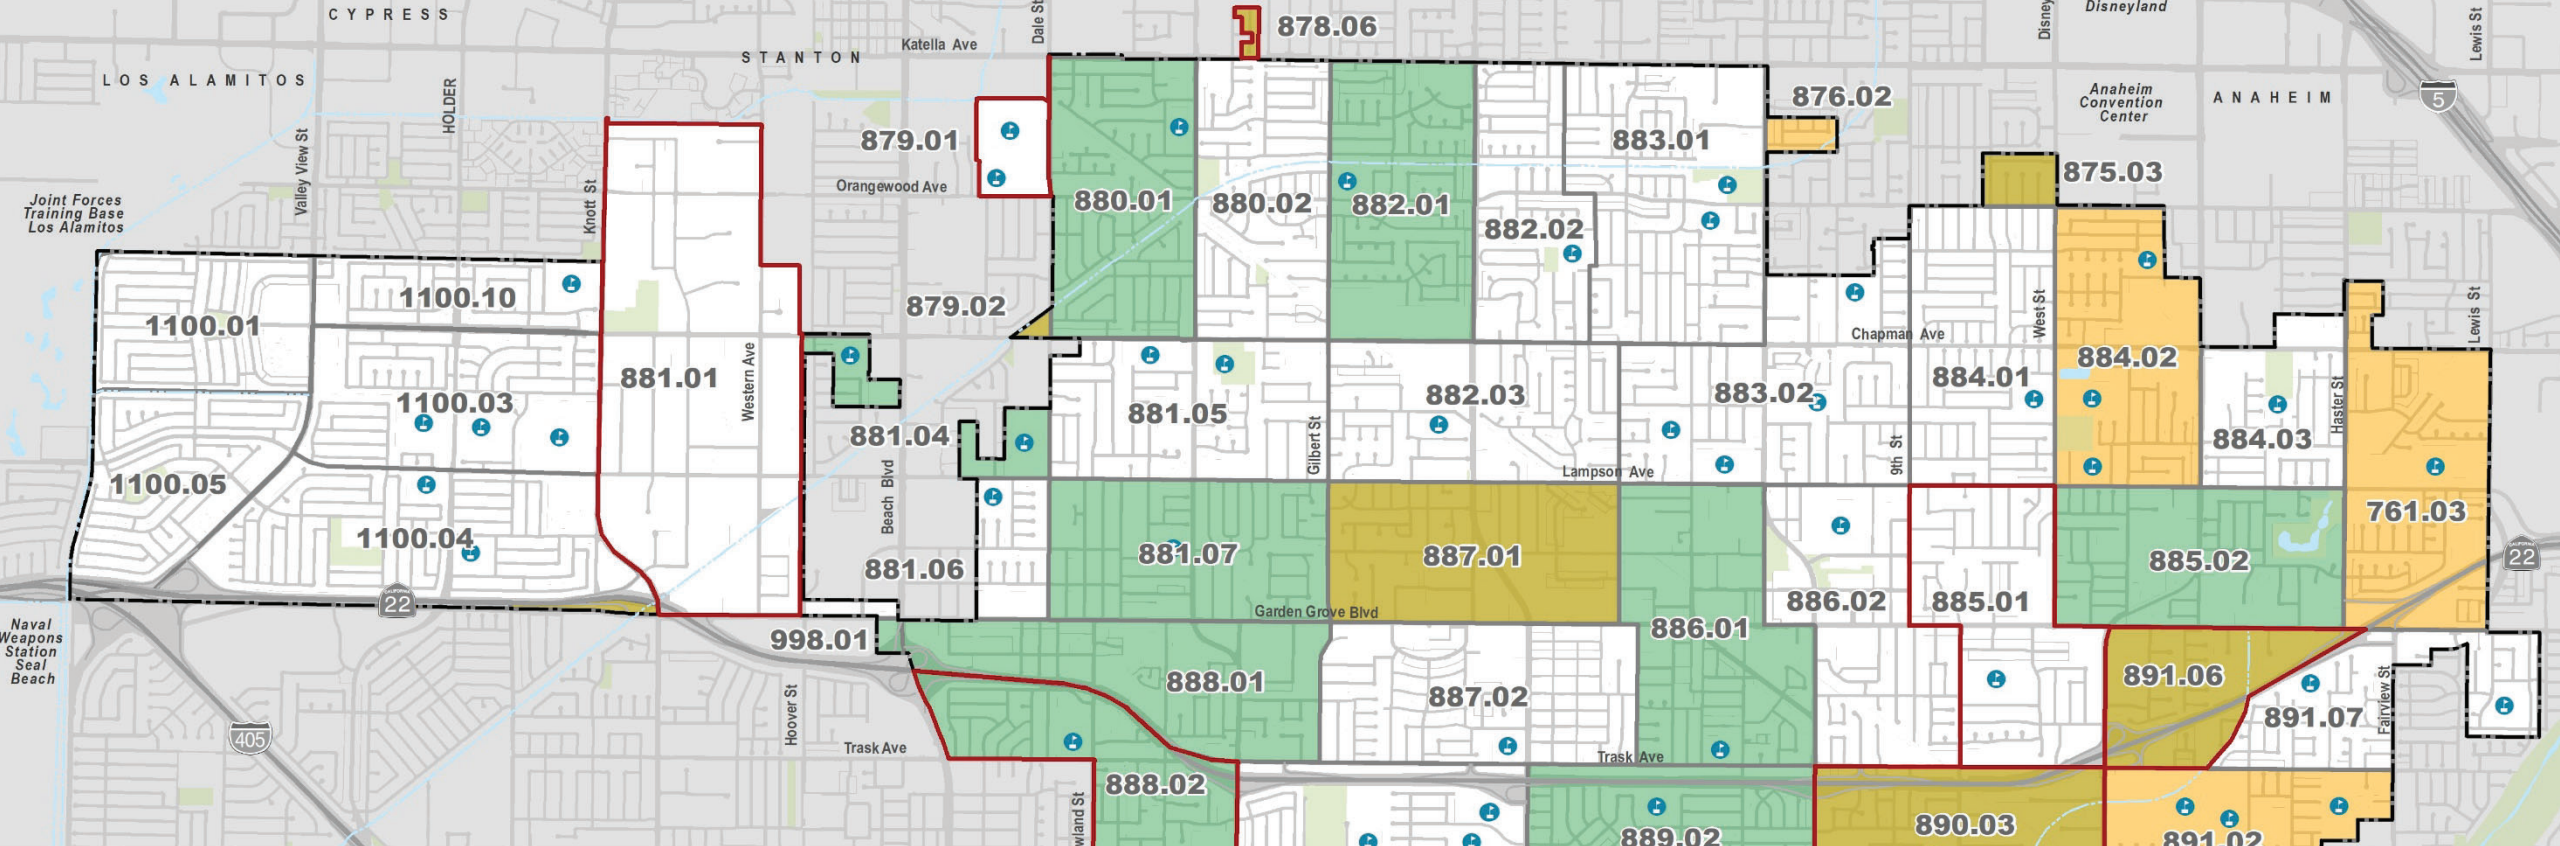 CYPRESS
Dale St
878.06
Disney
Disneyland
Lewis St
Katella Ave
STANTON
LOS ALAMITOS
HOLDER
876.02
Anaheim
Convention
Center
ANAHEIM
5
879.01
883.01
Valley View St
Knott St
Orangewood Ave
875.03
Joint Forces
Training Base
Los Alamitos
880.01
880.02
882.01
882.02
1100.10
1100.01
879.02
West St
Lewis St
Chapman Ave
884.02
881.01
Western Ave
884.01
1100.03
882.03
883.02
Haster St
881.05
881.04
Gilbert St
884.03
9th St
Lampson Ave
1100.05
Beach Blvd
761.03
1100.04
881.07
887.01
885.02
CALIFORNIA
22
881.06
CALIFORNIA
22
886.02
885.01
Garden Grove Blvd
Naval
Weapons
Station
Seal
Beach
998.01
886.01
888.01
891.06
887.02
Fairview St
891.07
Hoover St
405
Trask Ave
Trask Ave
888.02
wland St
890.03
889.02
891.02